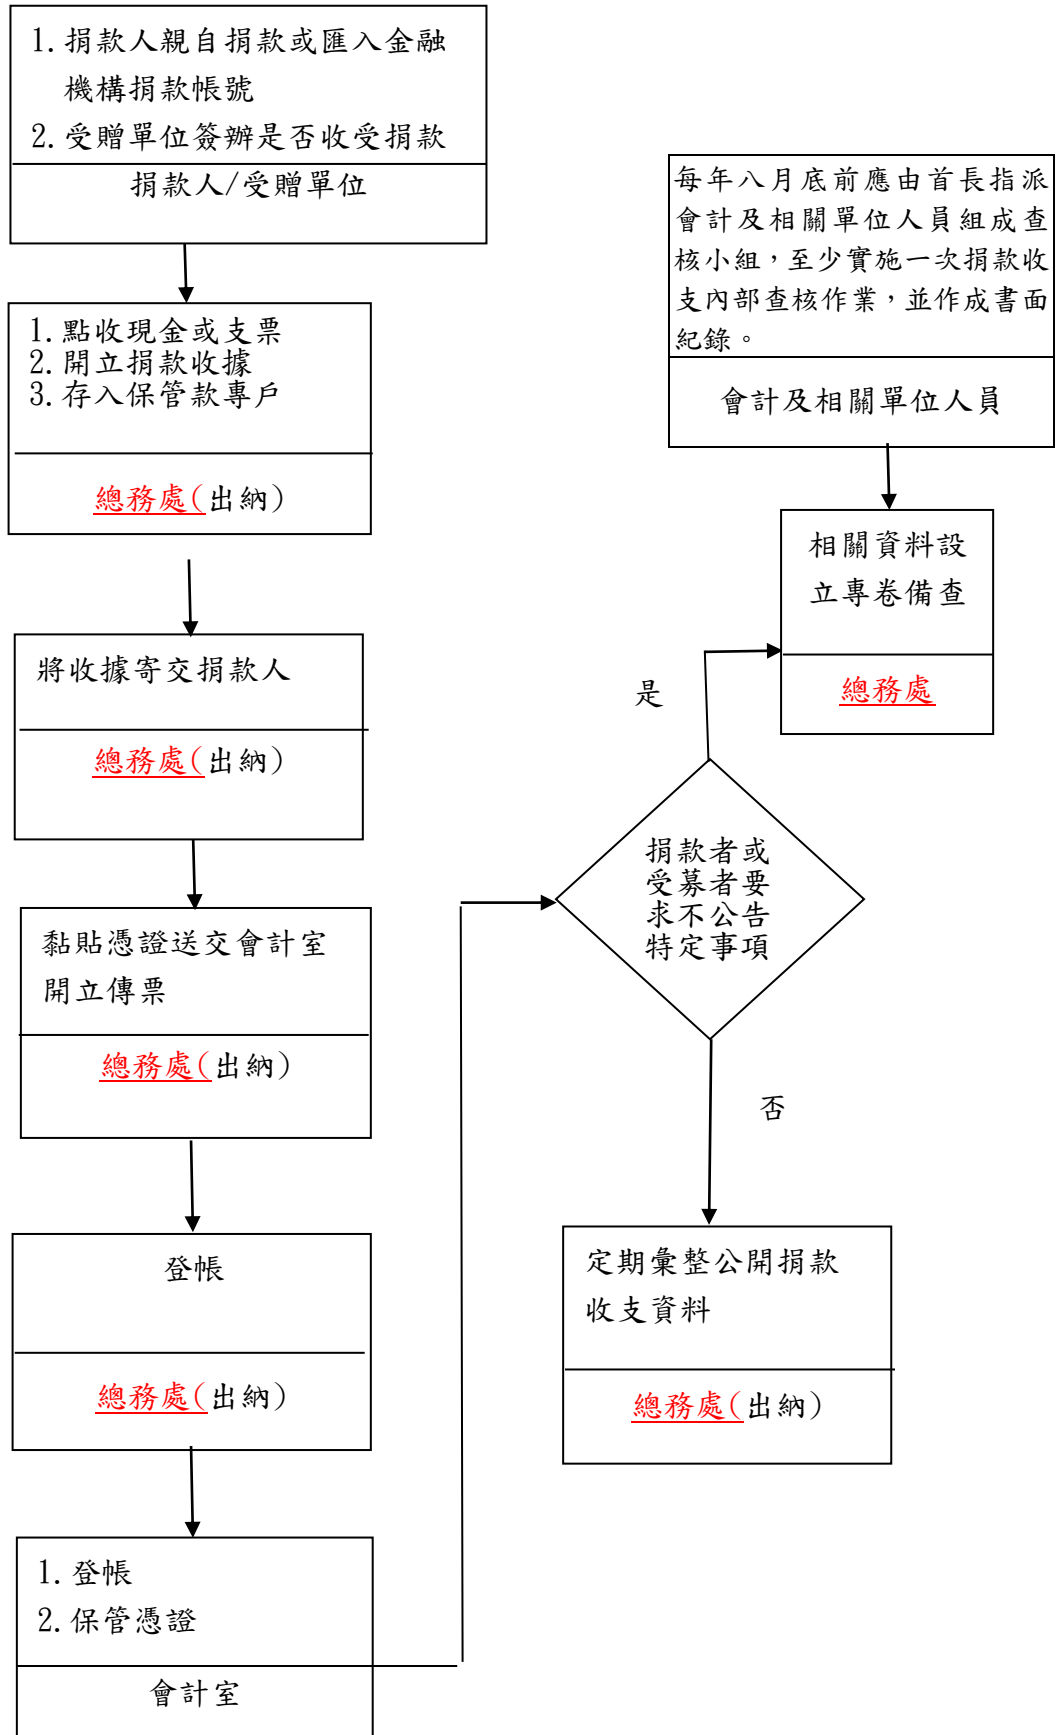 1.捐款人親自捐款或匯入金融
機構捐款帳號
2.受贈單位簽辦是否收受捐款
捐款人/受贈單位
1.點收現金或支票
2.開立捐款收據
3.存入保管款專戶
總務處(出納)
將收據寄交捐款人
總務處(出納)
黏貼憑證送交會計室
開立傳票
總務處(出納)
登帳
總務處(出納)
1.登帳
2.保管憑證
會計室
每年八月底前應由首長指派
會計及相關單位人員組成查
核小組，至少實施一次捐款收
支內部查核作業，並作成書面
紀錄。
會計及相關單位人員
相關資料設
立專卷備查
總務處
是
捐款者或
受募者要
求不公告
特定事項
否
定期彙整公開捐款
收支資料
總務處(出納)